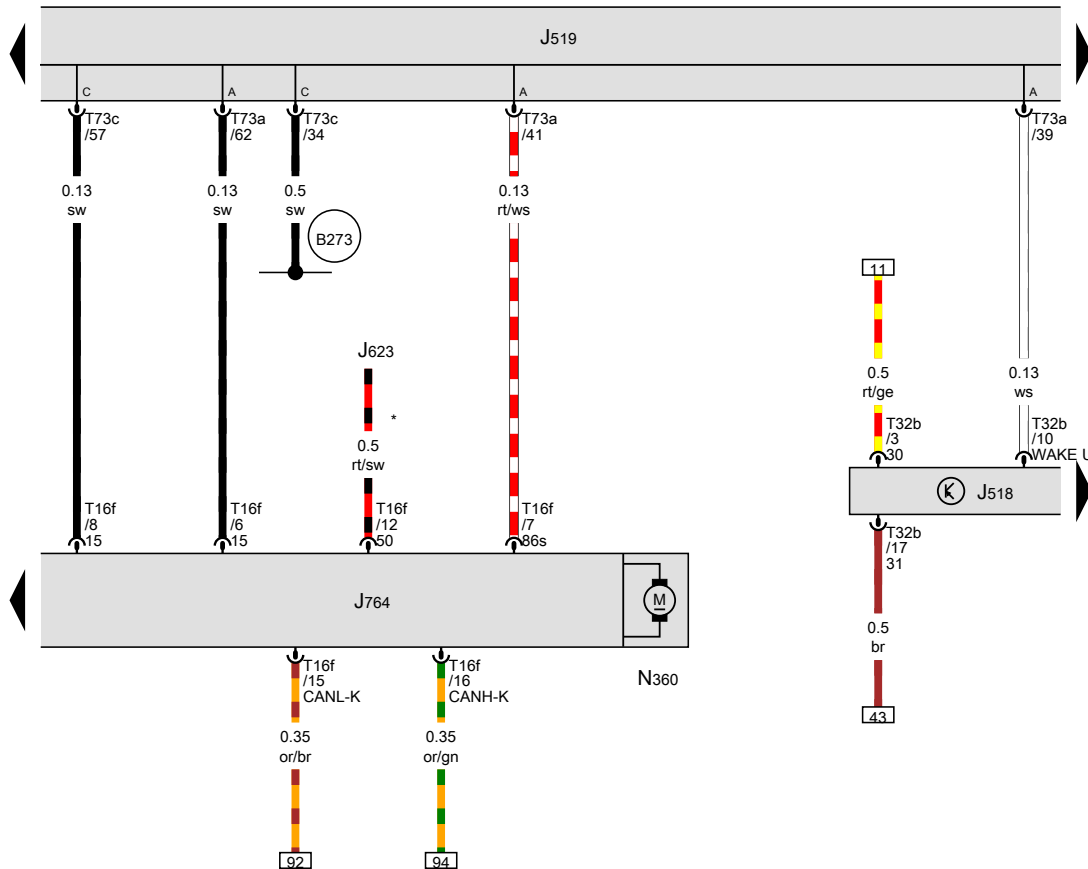 J519
C
A
C
A
A
T73c
/57
T73a
/62
T73c
/34
T73a
/41
T73a
/39
0.13
sw
0.13
sw
0.5
sw
0.13
rt/ws
B273
11
J623
*
0.5
rt/ge
0.13
ws
0.5
rt/sw
T32b
/3
30
T32b
/10
WAKE U
J518
T16f
/8
15
T16f
/6
15
T16f
/12
50
T16f
/7
86s
T32b
/17
31
J764
M
N360
0.5
br
T16f
/15
CANL-K
T16f
/16
CANH-K
43
0.35
or/br
0.35
or/gn
92
94